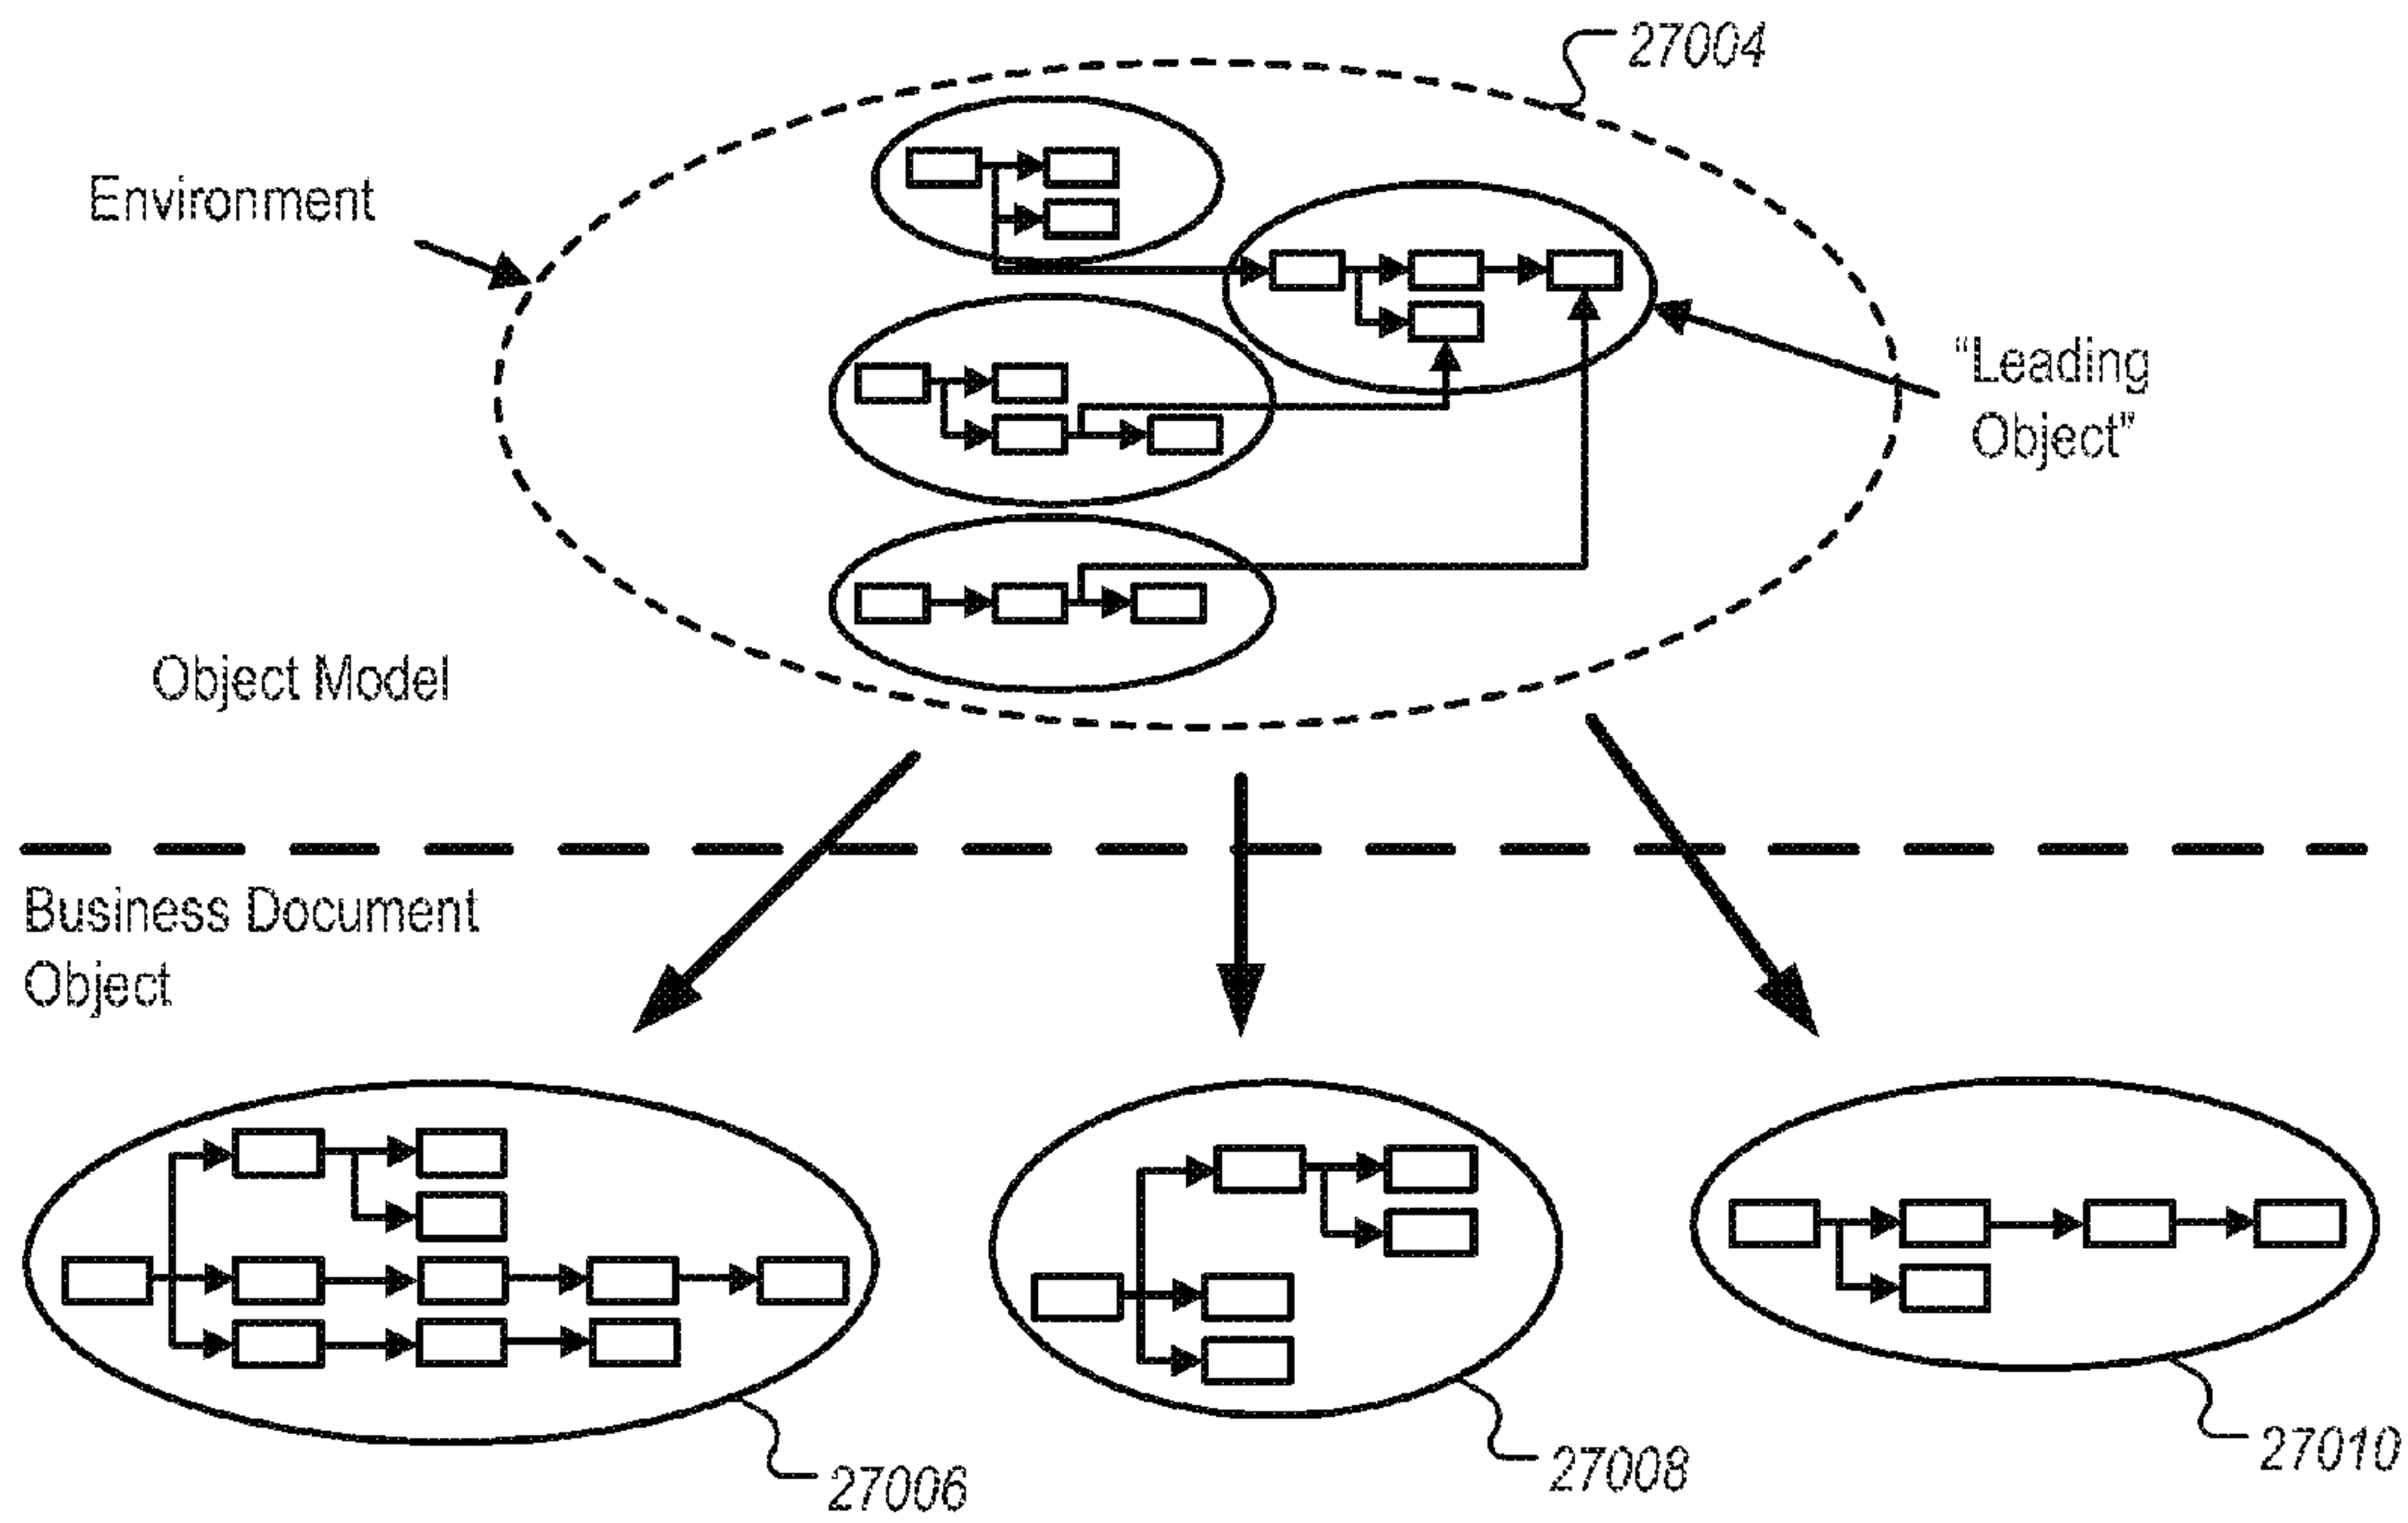 27004
Environment
"Leading
Object"
Object Model
Business Document
Object
27006
27008
27010